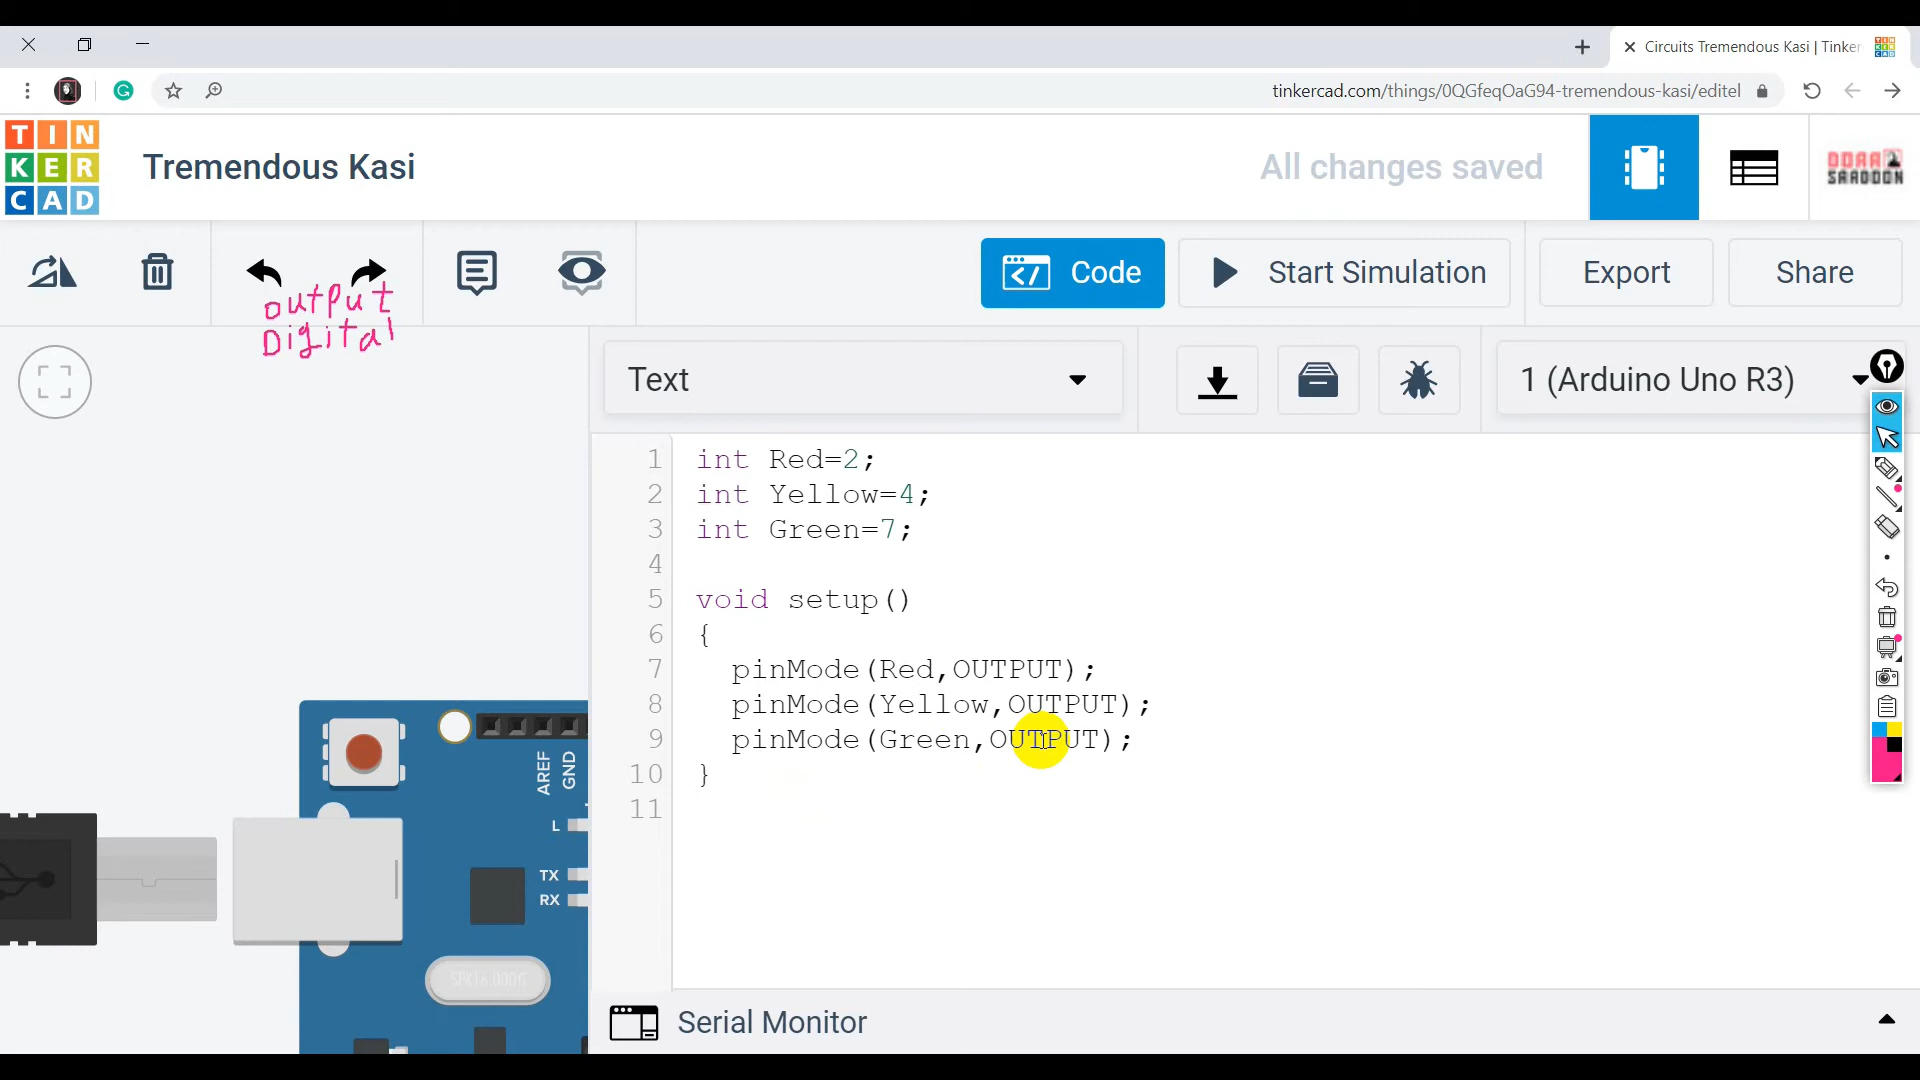 Circuits Tremendous Kasi | Tinker
tinkercad.com/things/0QGfeqOaG94-tremendous-kasi/editel
TIN
KER
CAD
Tremendous Kasi
All changes saved
Code
Start Simulation
Export
Share
output
Digital
Text
1 (Arduino Uno R3)
1 int Red=2;
2 int Yellow=4;
3 int Green=7;
4
5 void setup()
6 {
7 pinMode(Red,OUTPUT);
8 pinMode(Yellow,OUTPUT);
9 pinMode(Green,OUTPUT);
10 }
11
AREF
GND
L
TX
RX
Serial Monitor